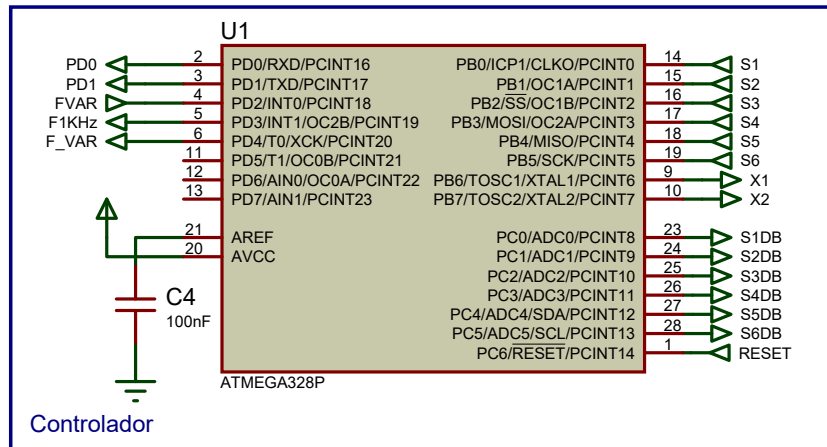 U1
PD0 2 PD0/RXD/PCINT16 PB0/ICP1/CLKO/PCINT0 14 S1
PD1 3 PD1/TXD/PCINT17 PB1/OC1A/PCINT1 15 S2
FVAR 4 PD2/INT0/PCINT18 PB2/SS/OC1B/PCINT2 16 S3
F1KHz 5 PD3/INT1/OC2B/PCINT19 PB3/MOSI/OC2A/PCINT3 17 S4
F_VAR 6 PD4/T0/XCK/PCINT20 PB4/MISO/PCINT4 18 S5
11 PD5/T1/OC0B/PCINT21 PB5/SCK/PCINT5 19 S6
12 PD6/AIN0/OC0A/PCINT22 PB6/TOSC1/XTAL1/PCINT6 9 X1
13 PD7/AIN1/PCINT23 PB7/TOSC2/XTAL2/PCINT7 10 X2
21 AREF PC0/ADC0/PCINT8 23 S1DB
20 AVCC PC1/ADC1/PCINT9 24 S2DB
PC2/ADC2/PCINT10 25 S3DB
C4 PC3/ADC3/PCINT11 26 S4DB
100nF PC4/ADC4/SDA/PCINT12 27 S5DB
PC5/ADC5/SCL/PCINT13 28 S6DB
PC6/RESET/PCINT14 1 RESET
ATMEGA328P
Controlador